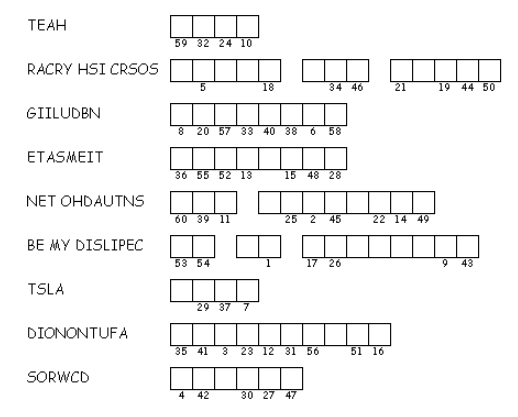 TEAH
59 32 24 10
RACRY HSI CRSOS
5 18 34 46 21 19 44 50
GIILUDBN
8 20 57 33 40 38 6 58
ETASMEIT
36 55 52 13 15 48 28
NET OHDAUTNS
60 39 11 25 2 45 22 14 49
BE MY DISLIPEC
53 54 1 17 26 9 43
TSLA
29 37 7
DIONONTUFA
35 41 3 23 12 31 56 51 16
SORWCD
4 42 30 27 47